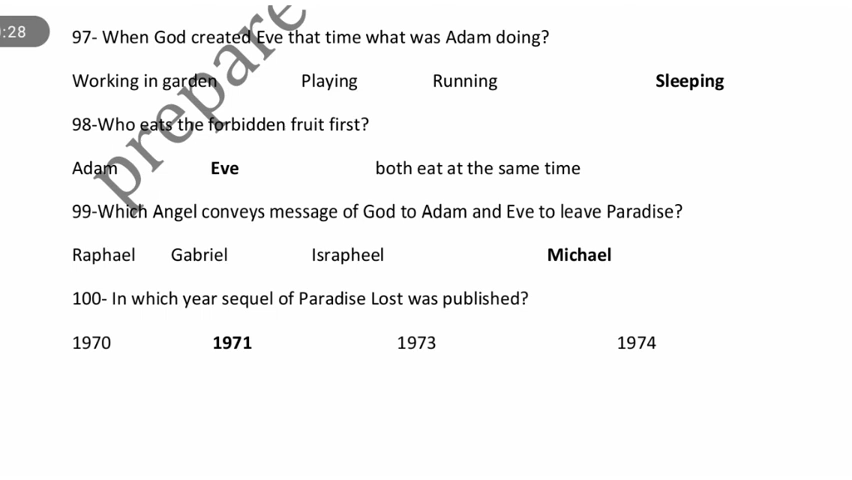 :28
97- When God created Eve that time what was Adam doing?
Working in garden Playing Running Sleeping
98-Who eats the forbidden fruit first?
Adam Eve both eat at the same time
99-Which Angel conveys message of God to Adam and Eve to leave Paradise?
Raphael Gabriel Israpheel Michael
100- In which year sequel of Paradise Lost was published?
1970 1971 1973 1974
prepare